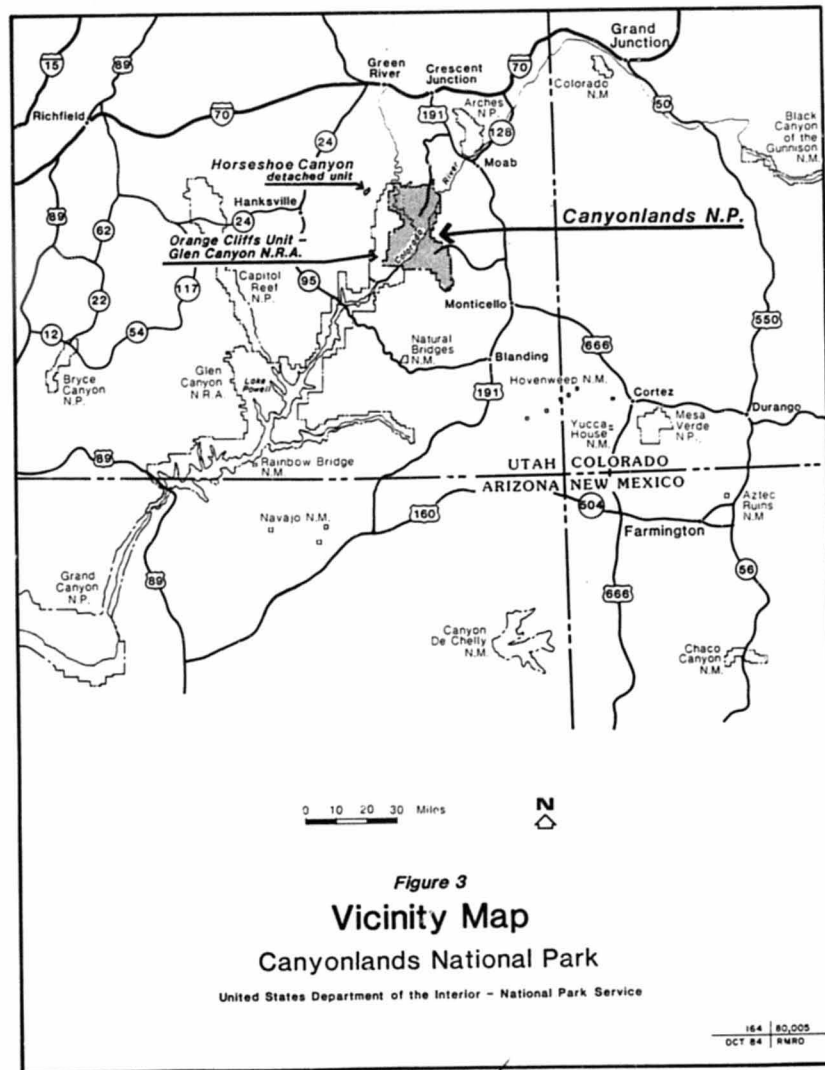 Grand
Junction
15
89
Green
River
Crescent
Junction
70
Colorado
N.M
50
Arches
N.P.
191
128
Richfield
70
24
Black
Canyon
of the
Gunnison
N.M.
Moab
River
Horseshoe Canyon
detached unit
89
Hanksville
24
62
Canyonlands N.P.
Orange Cliffs Unit –
Glen Canyon N.R.A.
Colorado
Capitol
Reef
N.P.
117
95
22
Monticello
12
54
550
666
Natural
Bridges
N.M.
Blanding
Bryce
Canyon
N.P.
Glen
Canyon
N.R.A.
Lake
Powell
191
Hovenweep N.M.
Cortez
Durango
Yucca
House
N.M.
Mesa
Verde
N.P.
89
Rainbow Bridge
N.M.
UTAH
COLORADO
ARIZONA
NEW MEXICO
Aztec
Ruins
N.M
Navajo N.M.
160
504
Farmington
Grand
Canyon
N.P.
89
56
666
Canyon
De Chelly
N.M.
Chaco
Canyon
N.M.
0 10 20 30 Miles
N
Figure 3
Vicinity Map
Canyonlands National Park
United States Department of the Interior – National Park Service
164 80,005
OCT 84 RMRO